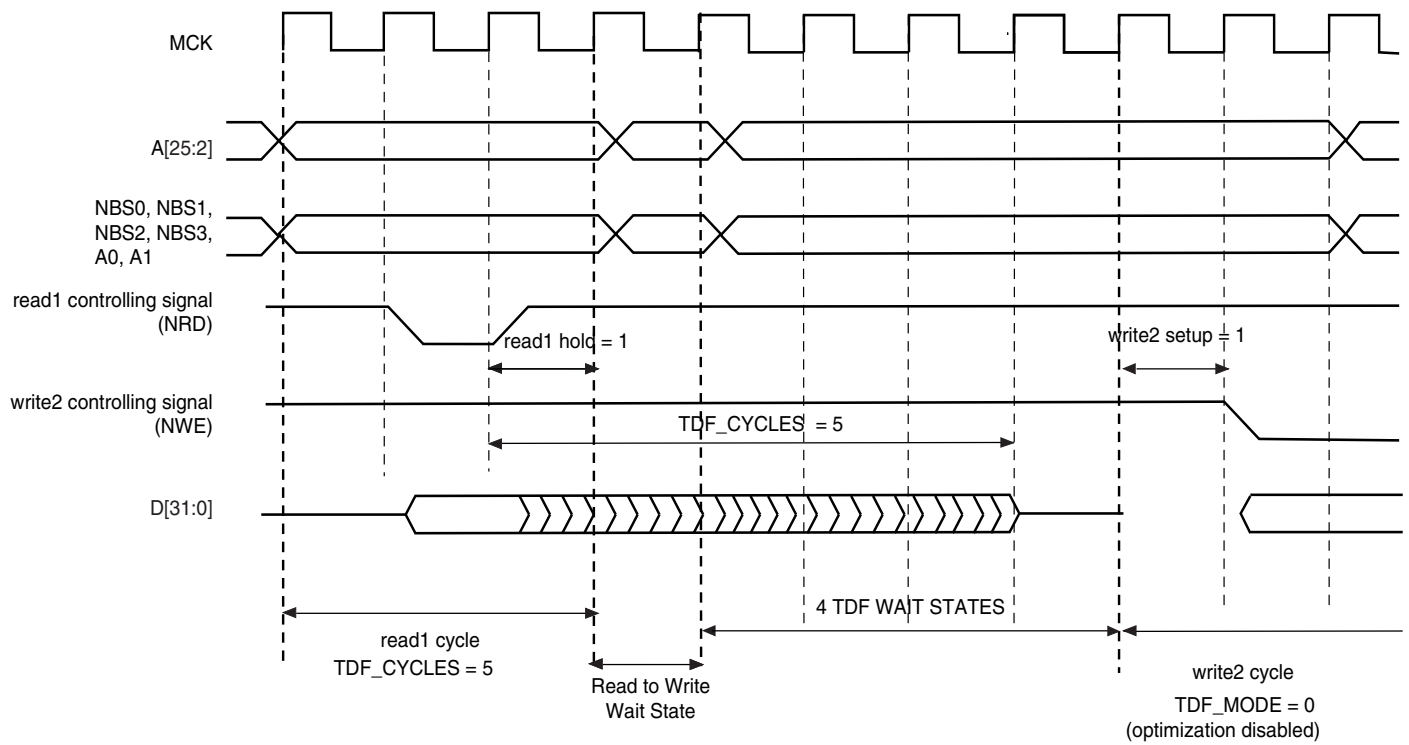 MCK
A[25:2]
NBS0, NBS1,
NBS2, NBS3,
A0, A1
read1 controlling signal
(NRD)
read1 hold = 1
write2 setup = 1
write2 controlling signal
(NWE)
TDF_CYCLES = 5
D[31:0]
4 TDF WAIT STATES
read1 cycle
TDF_CYCLES = 5
Read to Write
Wait State
write2 cycle
TDF_MODE = 0
(optimization disabled)